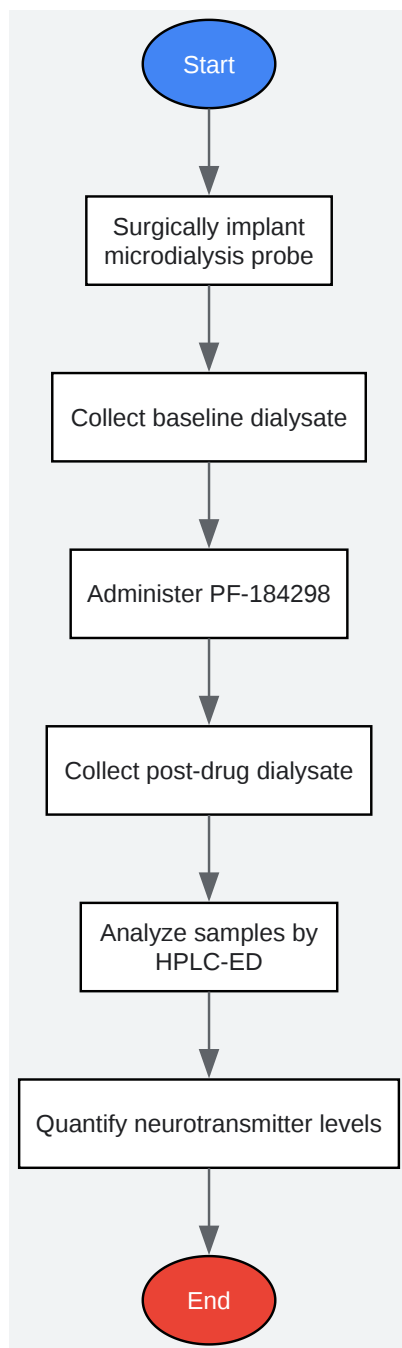 Start
Surgically implant
microdialysis probe
Collect baseline dialysate
Administer PF-184298
Collect post-drug dialysate
Analyze samples by
HPLC-ED
Quantify neurotransmitter levels
End